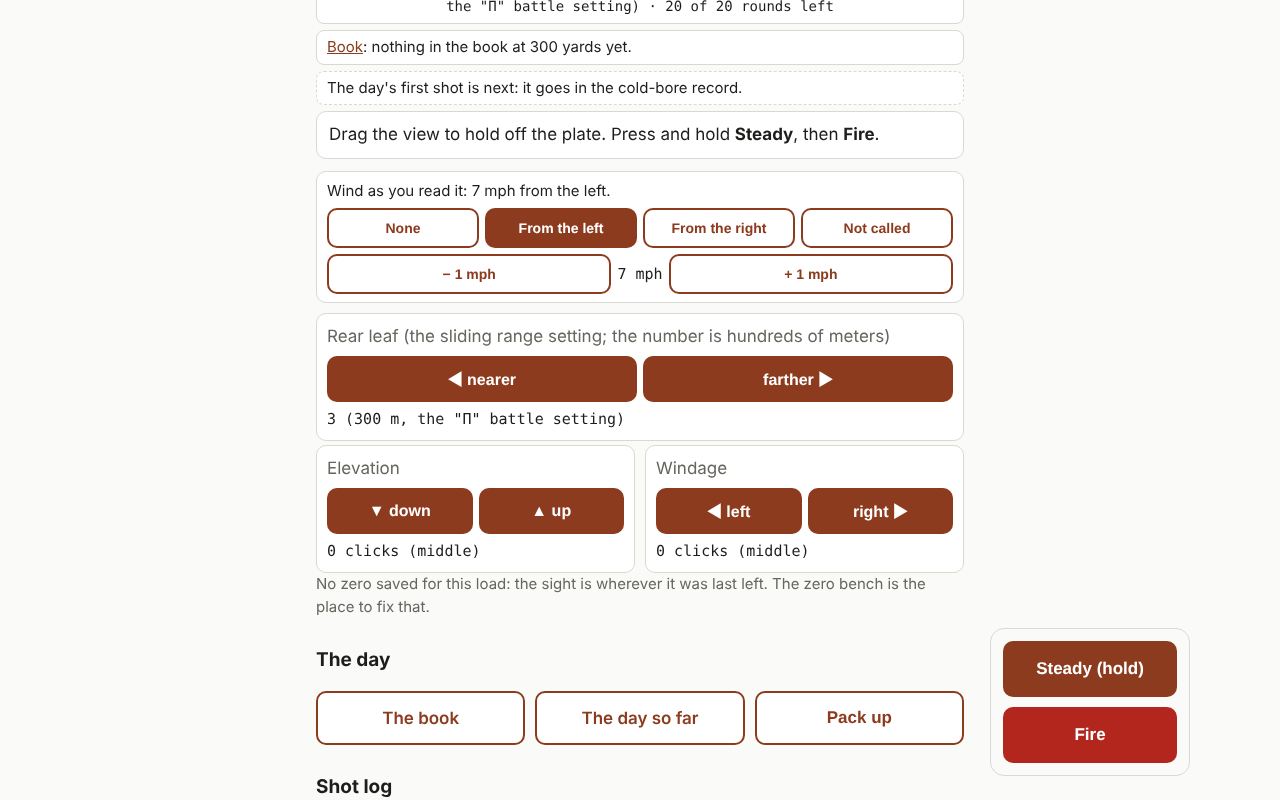 the "П" battle setting) · 20 of 20 rounds left
Book: nothing in the book at 300 yards yet.
The day's first shot is next: it goes in the cold-bore record.
Drag the view to hold off the plate. Press and hold Steady, then Fire.
Wind as you read it: 7 mph from the left.
None
From the left
From the right
Not called
− 1 mph
7 mph
+ 1 mph
Rear leaf (the sliding range setting; the number is hundreds of meters)
◀ nearer
farther ▶
3 (300 m, the "П" battle setting)
Elevation
▼ down
▲ up
0 clicks (middle)
Windage
◀ left
right ▶
0 clicks (middle)
No zero saved for this load: the sight is wherever it was last left. The zero bench is the
place to fix that.
The day
The book
The day so far
Pack up
Shot log
Steady (hold)
Fire